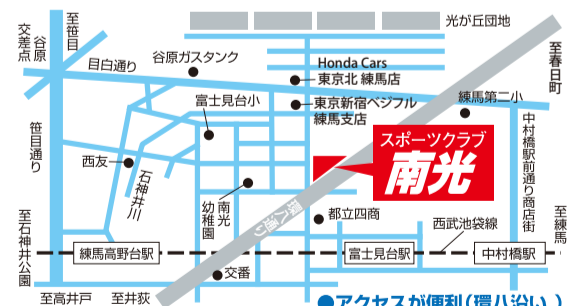 至笹目
谷原
交差点
光が丘団地
至春日町
谷原ガスタンク
目白通り
Honda Cars
東京北 練馬店
富士見台小
東京新宿ベジフル
練馬支店
練馬第二小
笹目通り
スポーツクラブ
南光
中村橋駅前通り商店街
西友
石神井川
南光
幼稚園
環八通り
都立四商
西武池袋線
至練馬
至石神井公園
練馬高野台駅
富士見台駅
中村橋駅
交番
至高井戸
至井荻
●アクセスが便利(環八沿い )